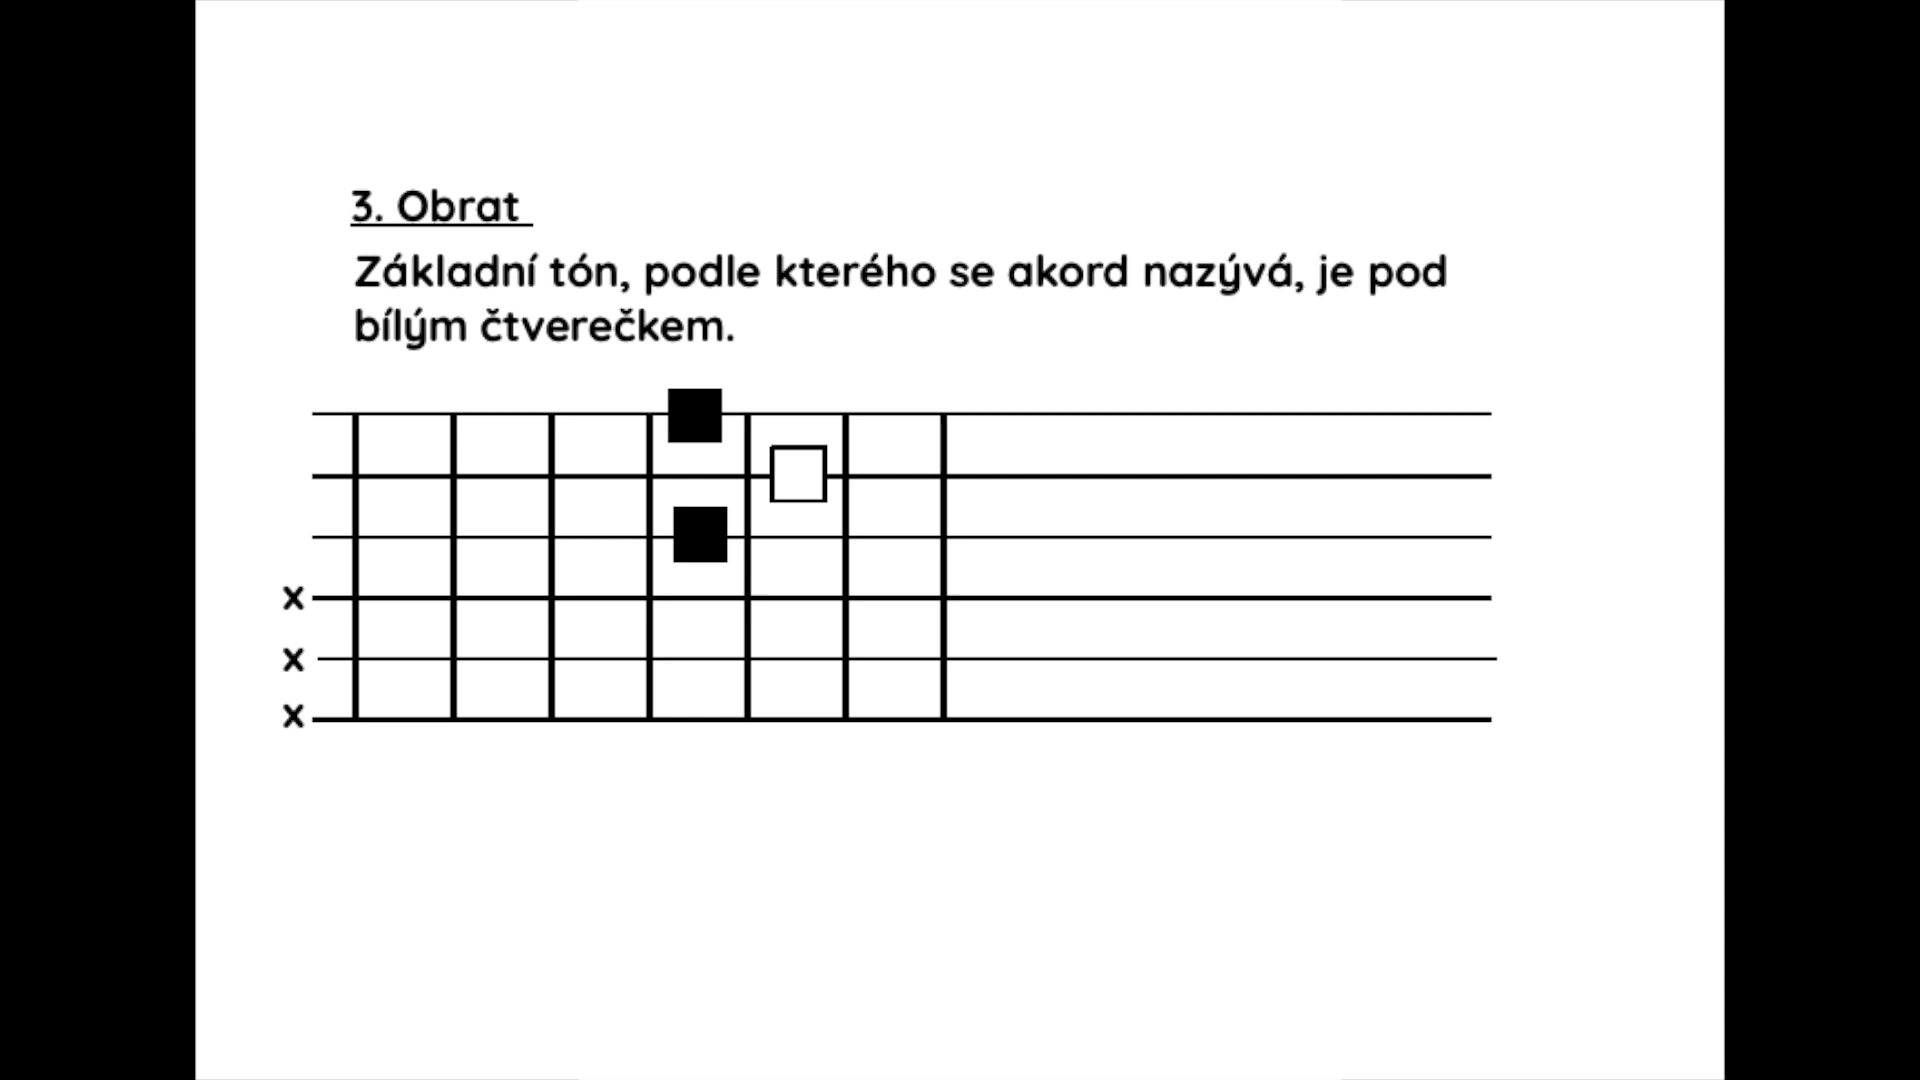 3. Obrat
Základní tón, podle kterého se akord nazývá, je pod
bílým čtverečkem.
x
x
x